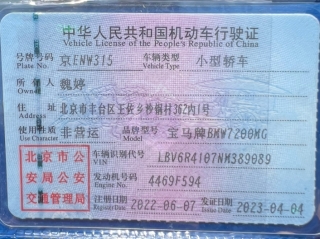 中华人民共和国机动车行驶证
Vehicle License of the People's Republic of China
号牌号码 京ENW315 车辆类型 小型轿车
Plate No. Vehicle Type
所有人 魏婷
Owner
住址 北京市丰台区王佐乡沙锅村362内1号
Address
使用性质 非营运 品牌型号 宝马牌BMW7200MG
Use Character Model
北京市公安局公安交通管理局
车辆识别代号 LBV6R4107NM389089
VIN
发动机号码 4469F594
Engine No.
注册日期 2022-06-07 发证日期 2023-04-04
Register Date Issue Date